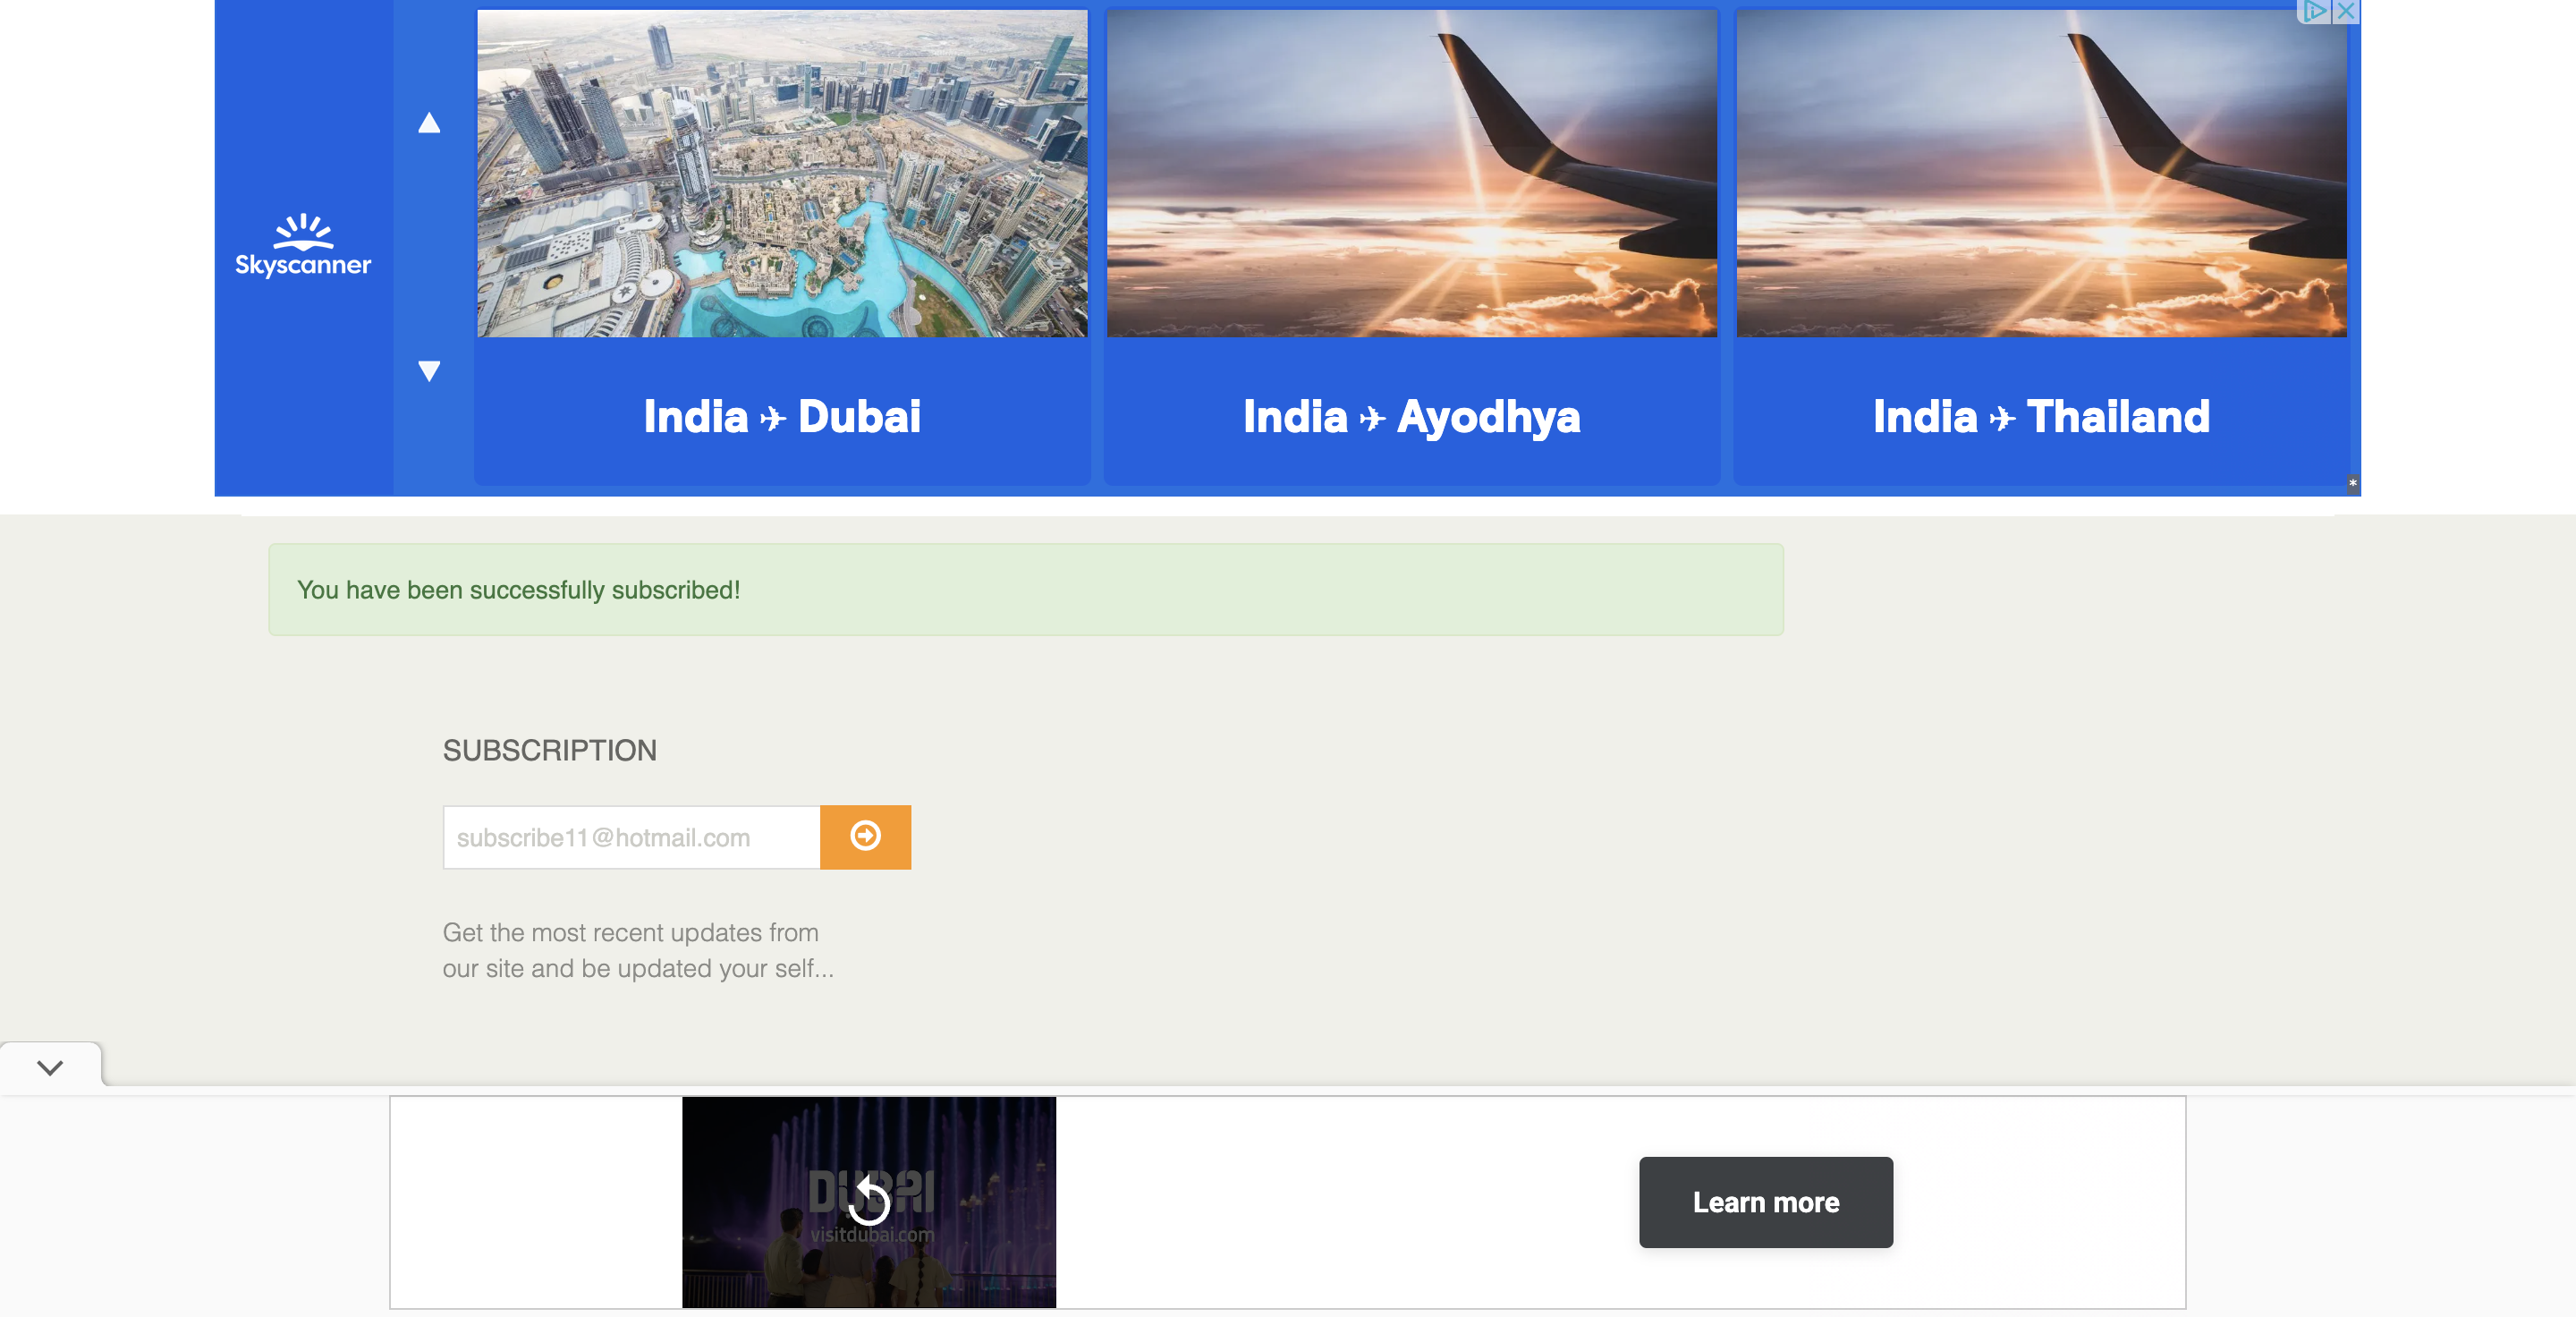 Skyscanner
India ✈ Dubai
India ✈ Ayodhya
India ✈ Thailand
*
You have been successfully subscribed!
SUBSCRIPTION
subscribe11@hotmail.com
Get the most recent updates from
our site and be updated your self...
DUBAI
visitdubai.com
Learn more